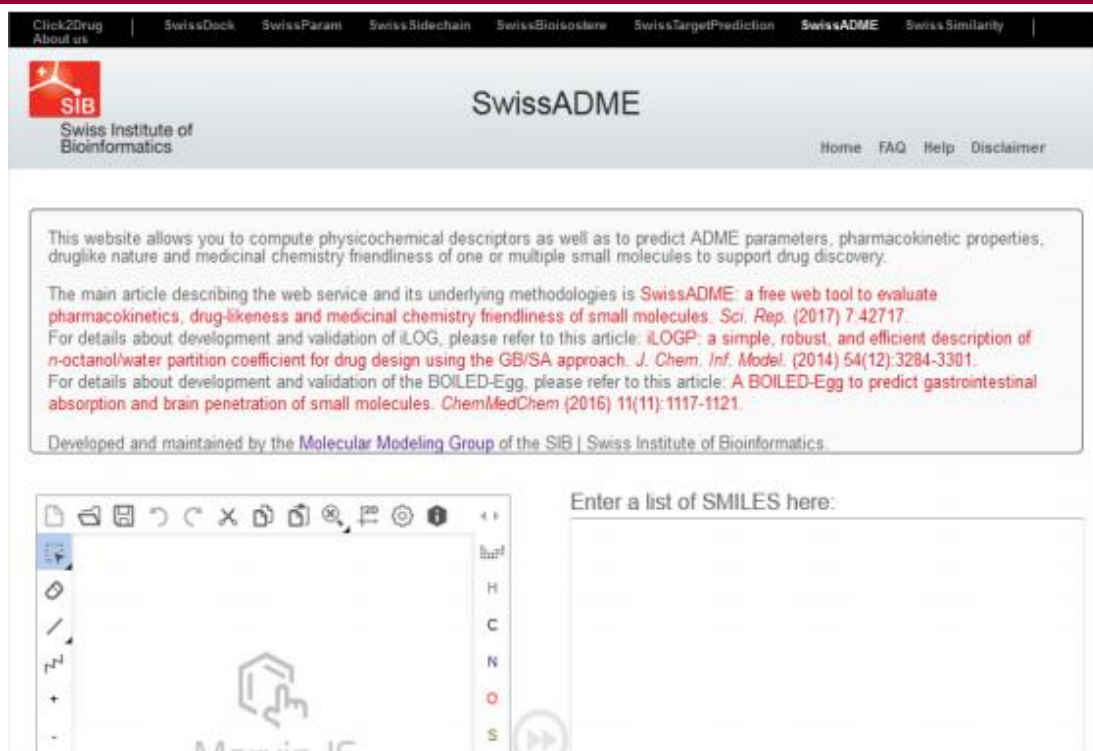 Click2Drug | SwissDock SwissParam SwissSidechain SwissBioisostere SwissTargetPrediction SwissADME SwissSimilarity |
About us
SIB
Swiss Institute of
Bioinformatics
SwissADME
Home FAQ Help Disclaimer
This website allows you to compute physicochemical descriptors as well as to predict ADME parameters, pharmacokinetic properties,
druglike nature and medicinal chemistry friendliness of one or multiple small molecules to support drug discovery.
The main article describing the web service and its underlying methodologies is SwissADME: a free web tool to evaluate
pharmacokinetics, drug-likeness and medicinal chemistry friendliness of small molecules. Sci. Rep. (2017) 7:42717.
For details about development and validation of iLOG, please refer to this article: iLOGP: a simple, robust, and efficient description of
n-octanol/water partition coefficient for drug design using the GB/SA approach. J. Chem. Inf. Model. (2014) 54(12):3284-3301.
For details about development and validation of the BOILED-Egg, please refer to this article: A BOILED-Egg to predict gastrointestinal
absorption and brain penetration of small molecules. ChemMedChem (2016) 11(11):1117-1121.
Developed and maintained by the Molecular Modeling Group of the SIB | Swiss Institute of Bioinformatics.
Enter a list of SMILES here:
H
C
N
O
S
Marvin JS